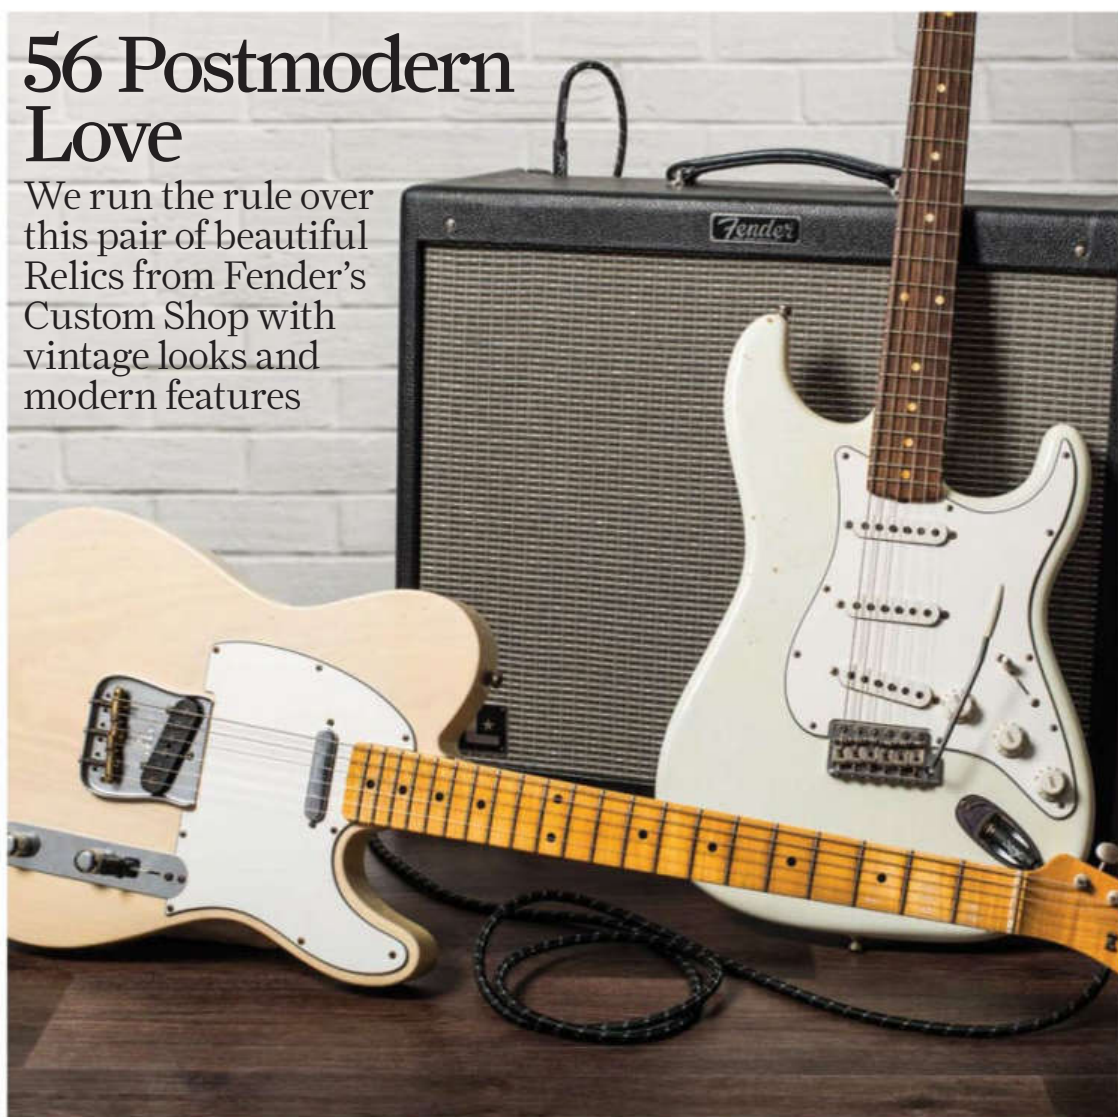 56 Postmodern
Love
We run the rule over
this pair of beautiful
Relics from Fender’s
Custom Shop with
vintage looks and
modern features
Fender